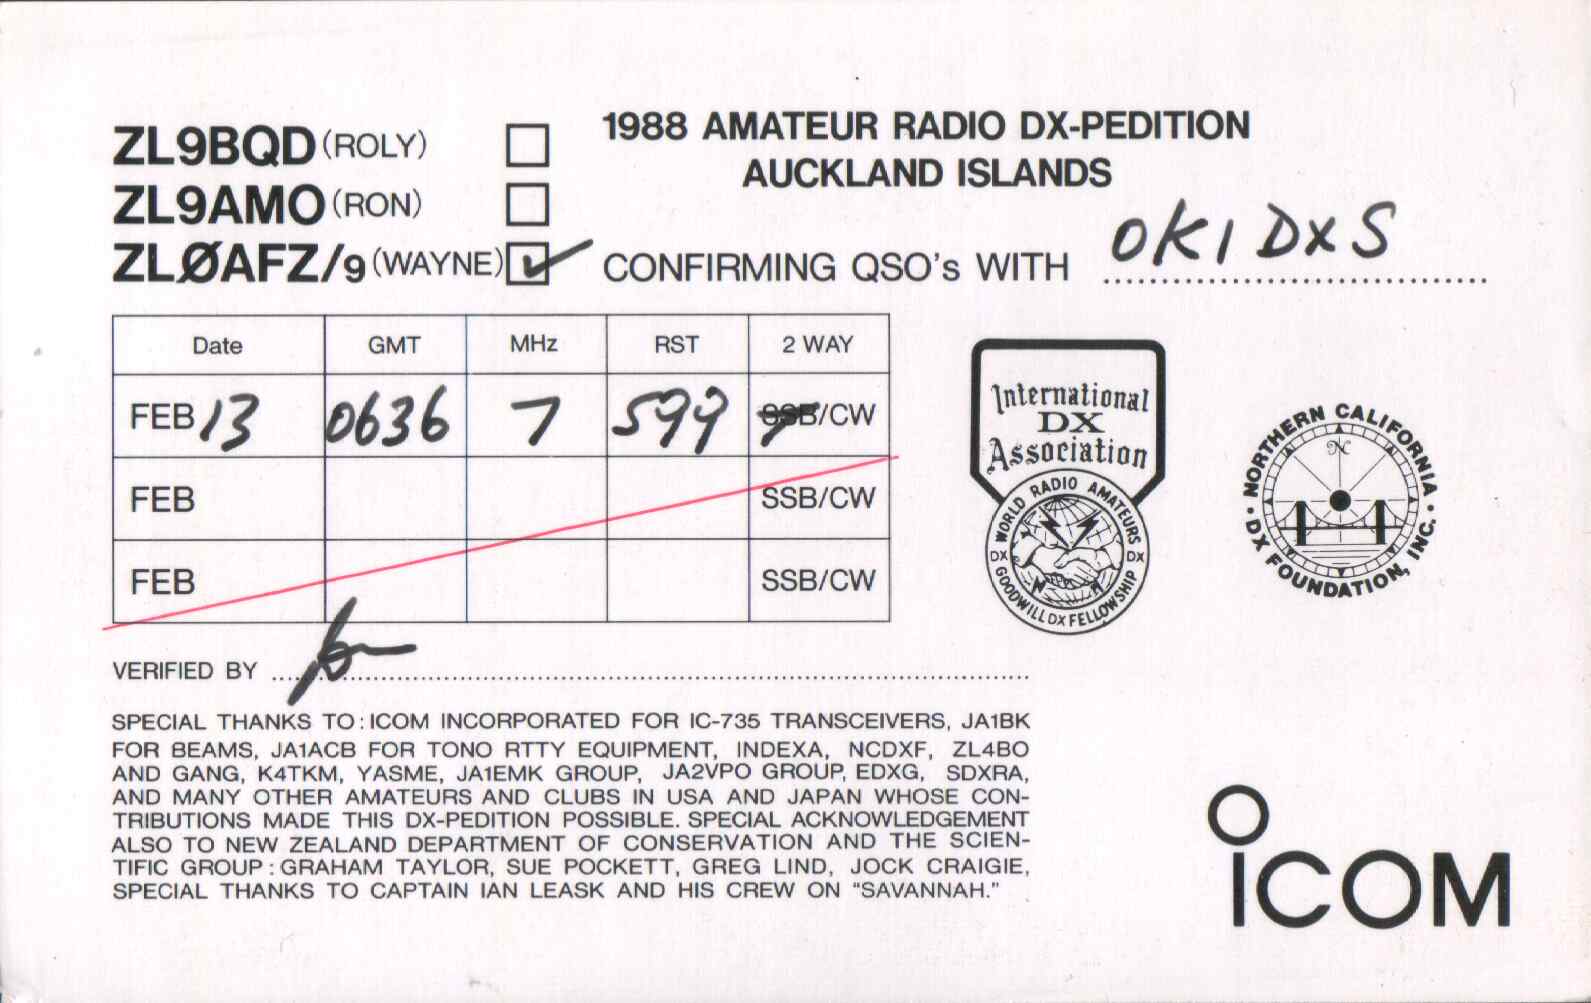 ZL9BQD (ROLY)
ZL9AMO (RON)
ZLØAFZ/9 (WAYNE)
1988 AMATEUR RADIO DX-PEDITION
AUCKLAND ISLANDS
CONFIRMING QSO's WITH OK1DXS
Date GMT MHz RST 2 WAY
FEB 13 0636 7 599 SSB/CW
FEB SSB/CW
FEB SSB/CW
International
DX
Association
WORLD RADIO AMATEURS
DX DX
GOODWILL DX FELLOWSHIP
NORTHERN CALIFORNIA
DX FOUNDATION, INC.
N
VERIFIED BY
SPECIAL THANKS TO: ICOM INCORPORATED FOR IC-735 TRANSCEIVERS, JA1BK
FOR BEAMS, JA1ACB FOR TONO RTTY EQUIPMENT, INDEXA, NCDXF, ZL4BO
AND GANG, K4TKM, YASME, JA1EMK GROUP, JA2VPO GROUP, EDXG, SDXRA,
AND MANY OTHER AMATEURS AND CLUBS IN USA AND JAPAN WHOSE CON-
TRIBUTIONS MADE THIS DX-PEDITION POSSIBLE. SPECIAL ACKNOWLEDGEMENT
ALSO TO NEW ZEALAND DEPARTMENT OF CONSERVATION AND THE SCIEN-
TIFIC GROUP: GRAHAM TAYLOR, SUE POCKETT, GREG LIND, JOCK CRAIGIE,
SPECIAL THANKS TO CAPTAIN IAN LEASK AND HIS CREW ON "SAVANNAH."
ICOM